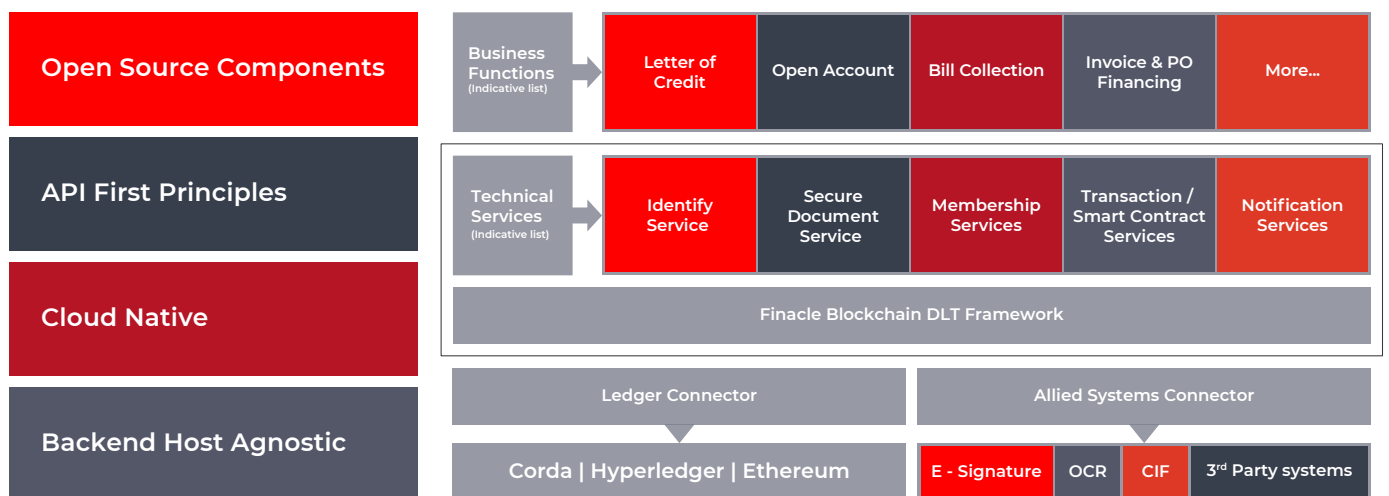 Open Source Components
API First Principles
Cloud Native
Backend Host Agnostic
Business
Functions
(Indicative list)
Letter of
Credit
Open Account
Bill Collection
Invoice & PO
Financing
More...
Technical
Services
(Indicative list)
Identify
Service
Secure
Document
Service
Membership
Services
Transaction /
Smart Contract
Services
Notification
Services
Finacle Blockchain DLT Framework
Ledger Connector
Corda | Hyperledger | Ethereum
Allied Systems Connector
E - Signature
OCR
CIF
3rd Party systems